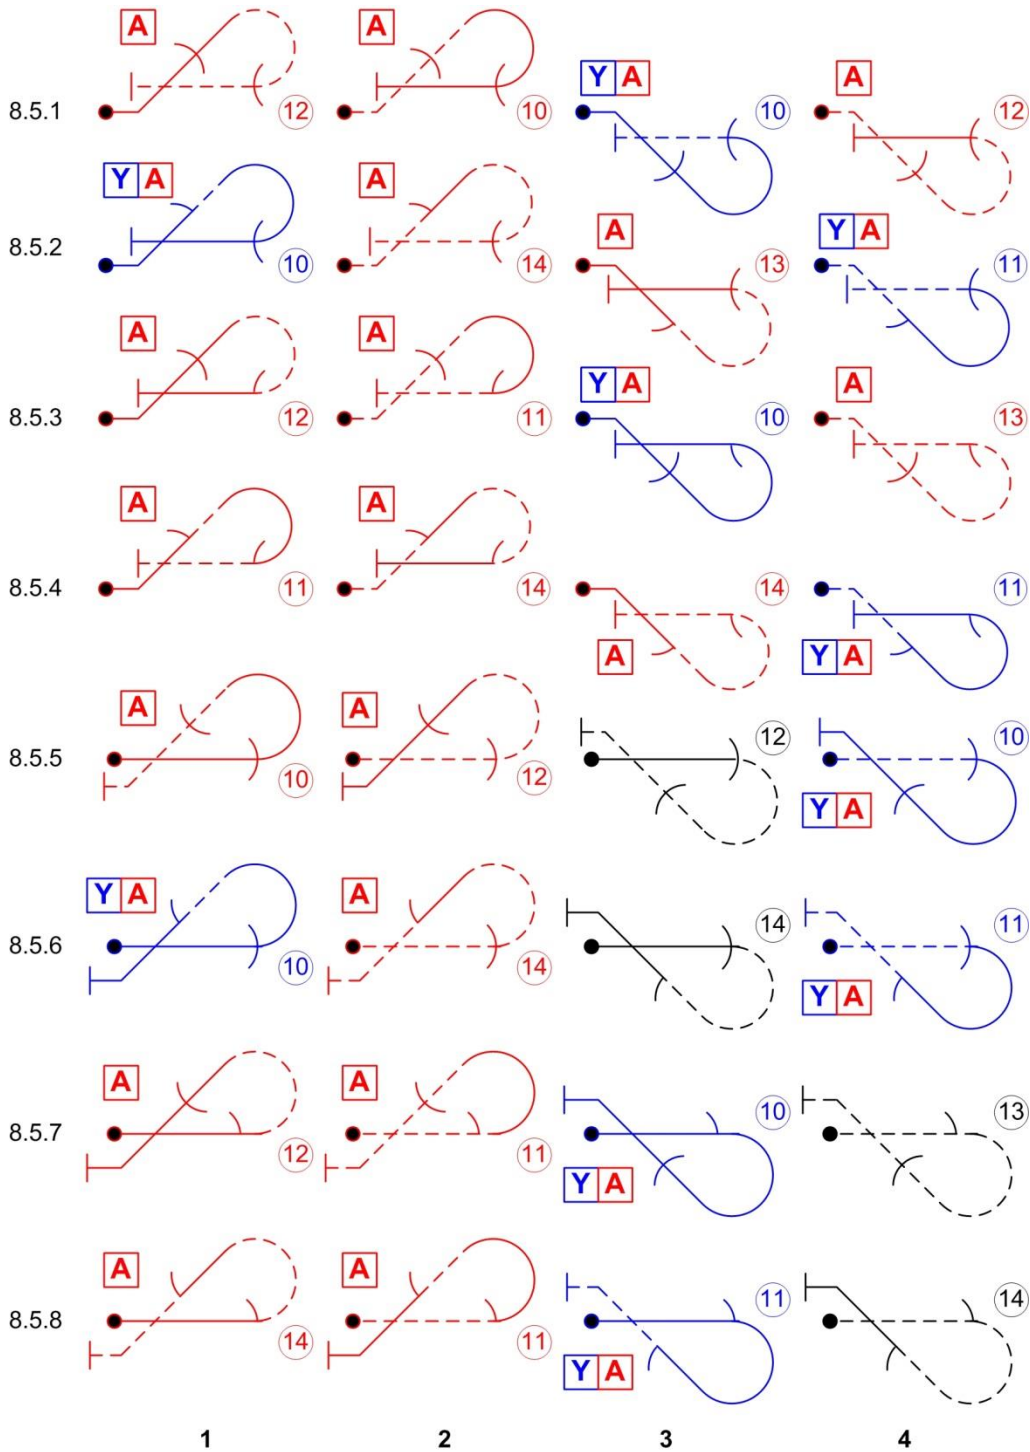 A A Y A A
8.5.1 12 10 10 12
Y A A A Y A
8.5.2 10 14 13 11
A A Y A A
8.5.3 12 11 10 13
A A
8.5.4 11 14 14 11
A Y A
A A
8.5.5 10 12 12 10
Y A
Y A A
8.5.6 10 14 14 11
Y A
A A
8.5.7 12 11 10 13
Y A
A A
8.5.8 14 11 11 14
Y A
1 2 3 4